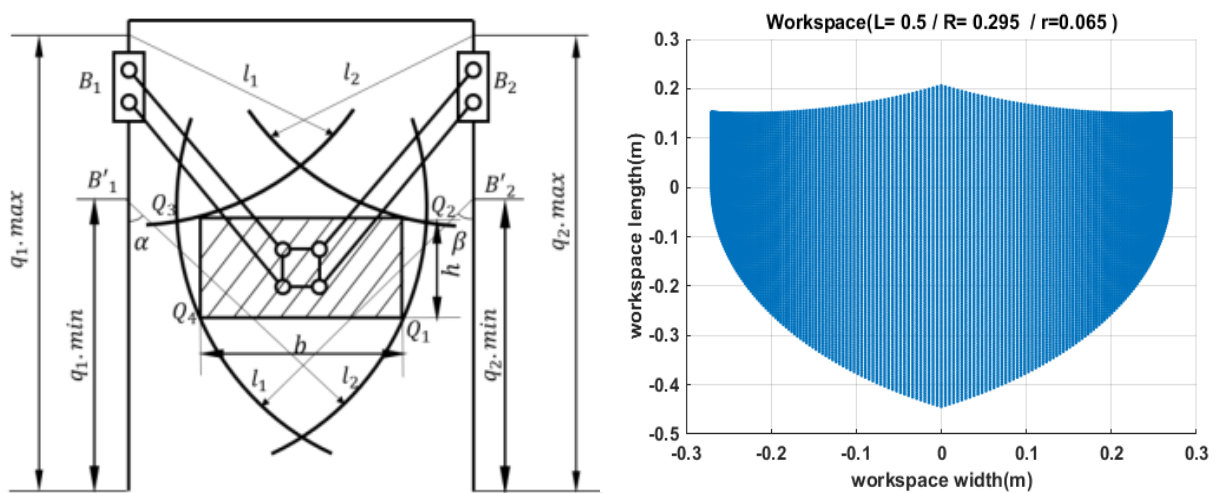 l₁
l₂
B₁
B₂
B'₁
B'₂
q₁.max
q₂.max
Q₃
Q₂
α
β
h
Q₄
Q₁
b
q₁.min
q₂.min
l₁
l₂
Workspace(L= 0.5 / R= 0.295 / r=0.065 )
0.3
0.2
0.1
0
-0.1
-0.2
-0.3
-0.4
-0.5
workspace length(m)
-0.3 -0.2 -0.1 0 0.1 0.2 0.3
workspace width(m)